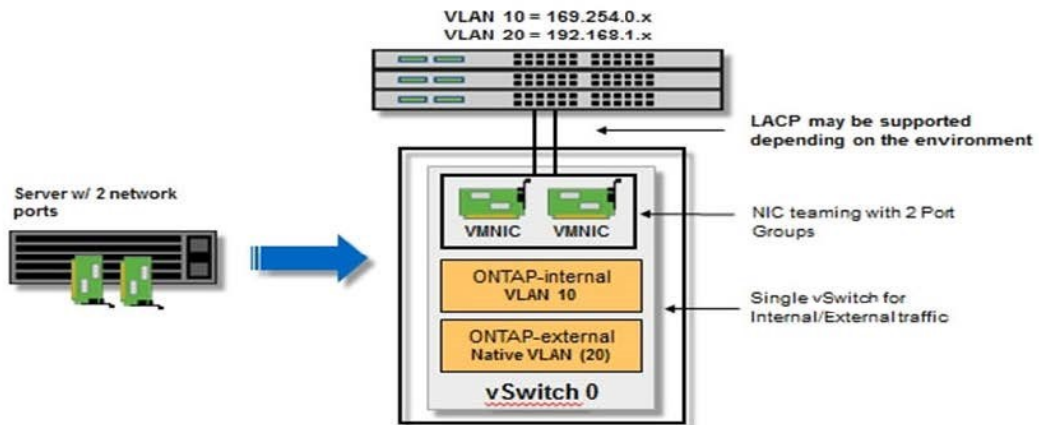 VLAN 10 = 169.254.0.x
VLAN 20 = 192.168.1.x
LACP may be supported
depending on the environment
Server w/ 2 network
ports
VMNIC
VMNIC
NIC teaming with 2 Port
Groups
ONTAP-internal
VLAN 10
Single vSwitch for
Internal/External traffic
ONTAP-external
Native VLAN (20)
vSwitch 0